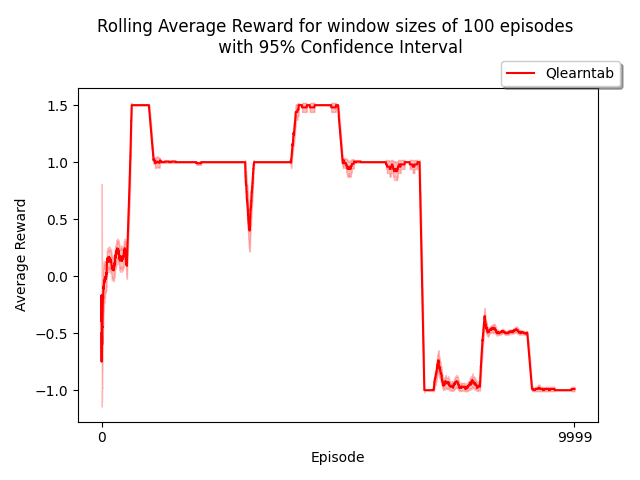 Rolling Average Reward for window sizes of 100 episodes
with 95% Confidence Interval
Qlearntab
1.5
1.0
0.5
0.0
−0.5
−1.0
Average Reward
0
9999
Episode